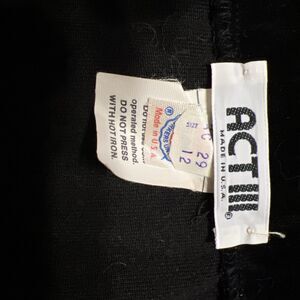 ACT III
®
MADE IN U.S.A.
operated method.
DO NOT PRESS
WITH HOT IRON.
®
Made in U.S.A.
SIZE
29
12